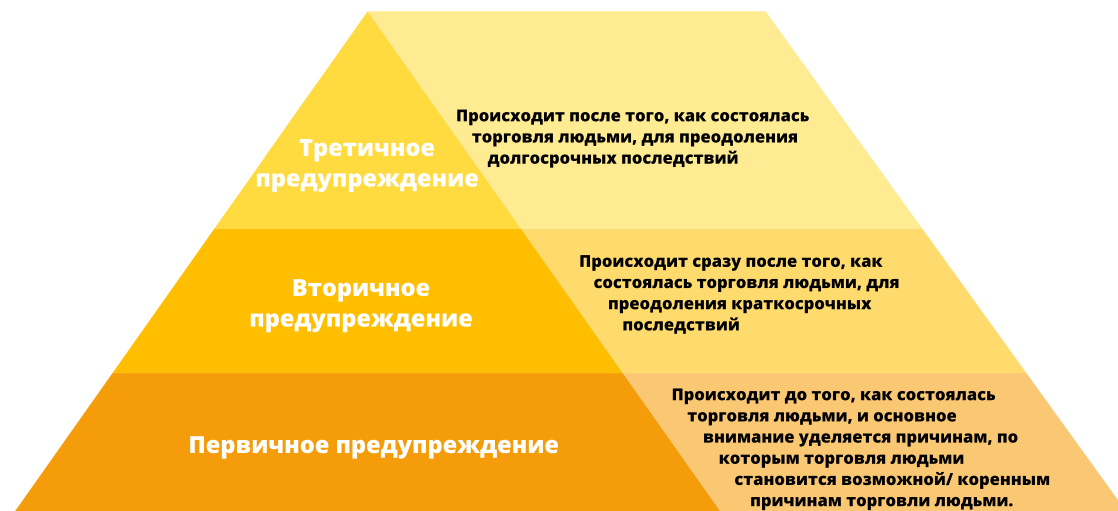 Происходит после того, как состоялась
торговля людьми, для преодоления
долгосрочных последствий
Третичное
предупреждение
Происходит сразу после того, как
состоялась торговля людьми, для
преодоления краткосрочных
последствий
Вторичное
предупреждение
Происходит до того, как состоялась
торговля людьми, и основное
внимание уделяется причинам, по
которым торговля людьми
становится возможной/ коренным
причинам торговли людьми.
Первичное предупреждение